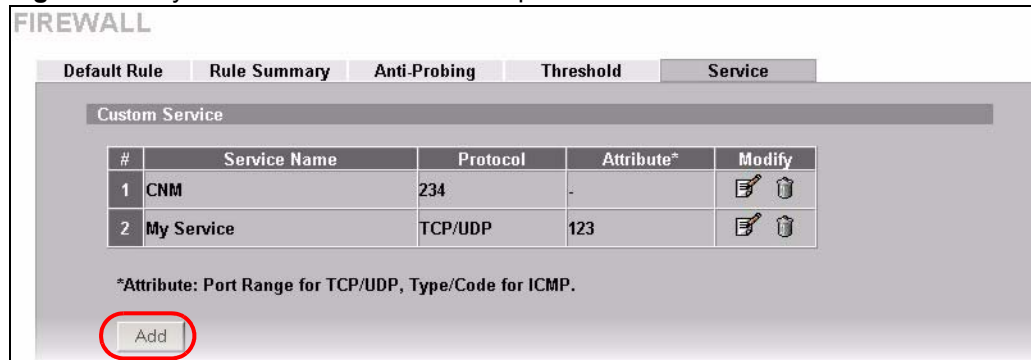 FIREWALL
Default Rule Rule Summary Anti-Probing Threshold Service
Custom Service
# Service Name Protocol Attribute* Modify
1 CNM 234 -
2 My Service TCP/UDP 123
*Attribute: Port Range for TCP/UDP, Type/Code for ICMP.
Add